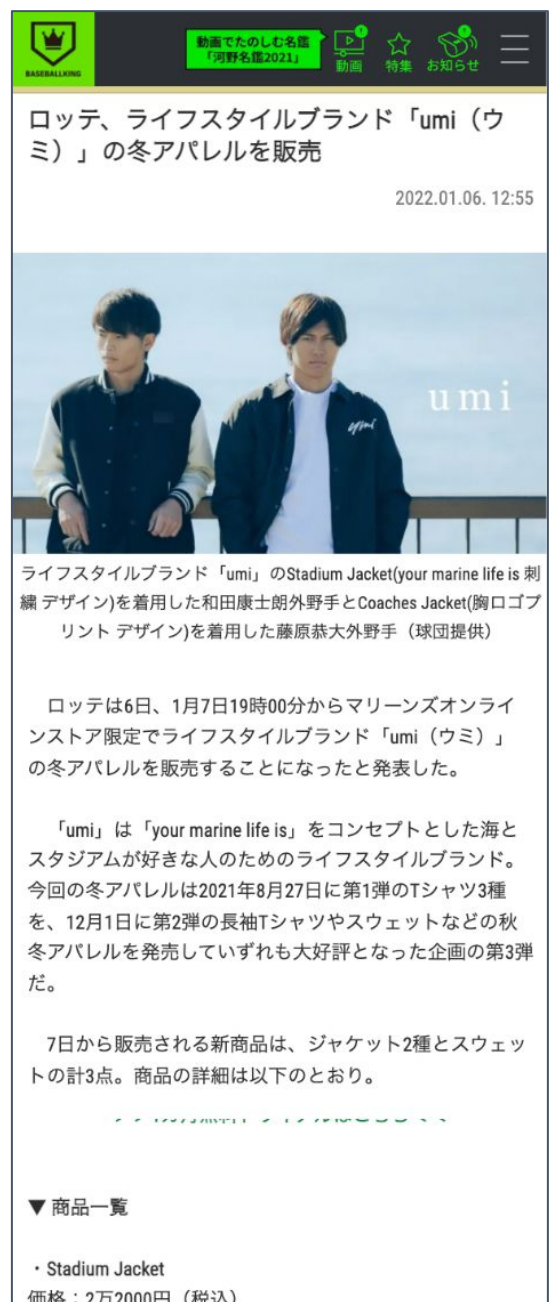 BASEBALLKING
動画でたのしむ名鑑
「河野名鑑2021」
動画
特集
お知らせ
ロッテ、ライフスタイルブランド「umi（ウ
ミ）」の冬アパレルを販売
2022.01.06. 12:55
umi
umi
ライフスタイルブランド「umi」のStadium Jacket(your marine life is 刺
繍 デザイン)を着用した和田康士朗外野手とCoaches Jacket(胸ロゴプ
リント デザイン)を着用した藤原恭大外野手（球団提供）
ロッテは6日、1月7日19時00分からマリーンズオンライ
ンストア限定でライフスタイルブランド「umi（ウミ）」
の冬アパレルを販売することになったと発表した。
「umi」は「your marine life is」をコンセプトとした海と
スタジアムが好きな人のためのライフスタイルブランド。
今回の冬アパレルは2021年8月27日に第1弾のTシャツ3種
を、12月1日に第2弾の長袖Tシャツやスウェットなどの秋
冬アパレルを発売していずれも大好評となった企画の第3弾
だ。
7日から販売される新商品は、ジャケット2種とスウェッ
トの計3点。商品の詳細は以下のとおり。
▼ 商品一覧
・Stadium Jacket
価格：2万2000円（税込）